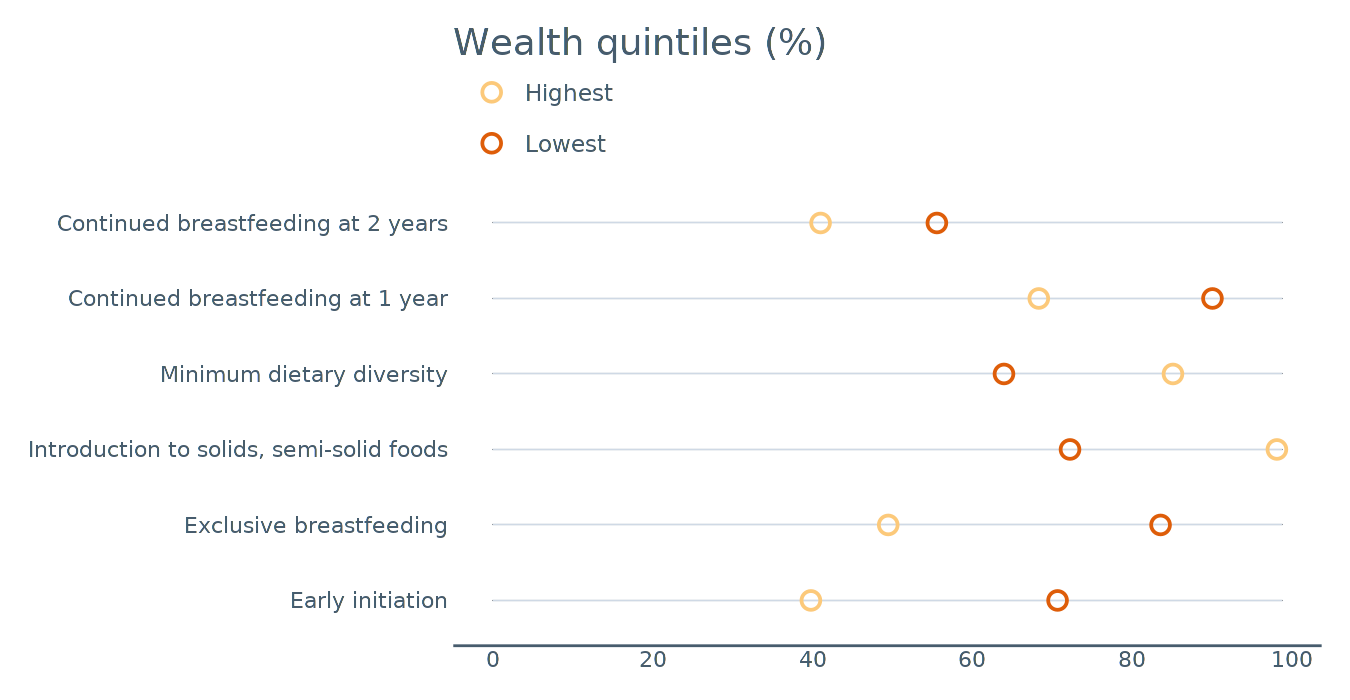 Wealth quintiles (%)
Highest
Lowest
Continued breastfeeding at 2 years
Continued breastfeeding at 1 year
Minimum dietary diversity
Introduction to solids, semi-solid foods
Exclusive breastfeeding
Early initiation
0 20 40 60 80 100